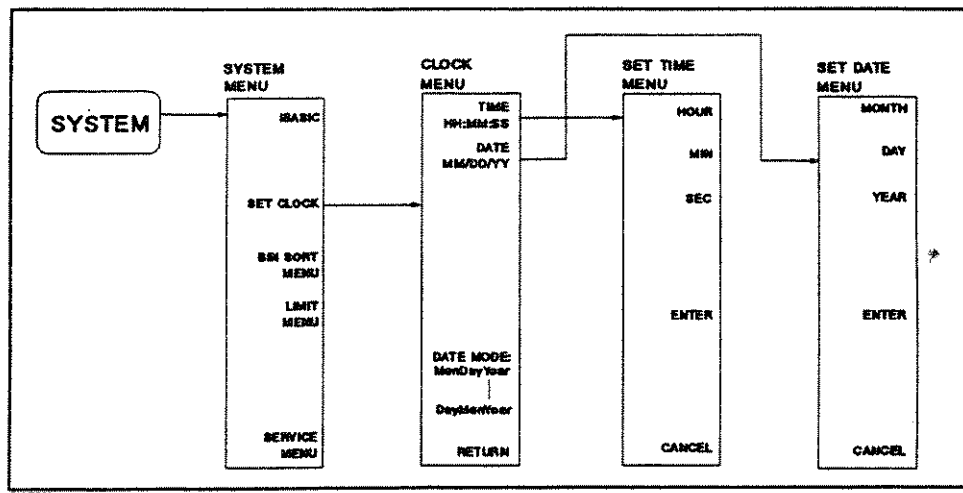 SYSTEM
SYSTEM
MENU
IBASIC
SET CLOCK
BIN SORT
MENU
LIMIT
MENU
SERVICE
MENU
CLOCK
MENU
TIME
HH:MM:SS
DATE
MM/DD/YY
DATE MODE:
MonDayYear
DayMonYear
RETURN
SET TIME
MENU
HOUR
MIN
SEC
ENTER
CANCEL
SET DATE
MENU
MONTH
DAY
YEAR
ENTER
CANCEL